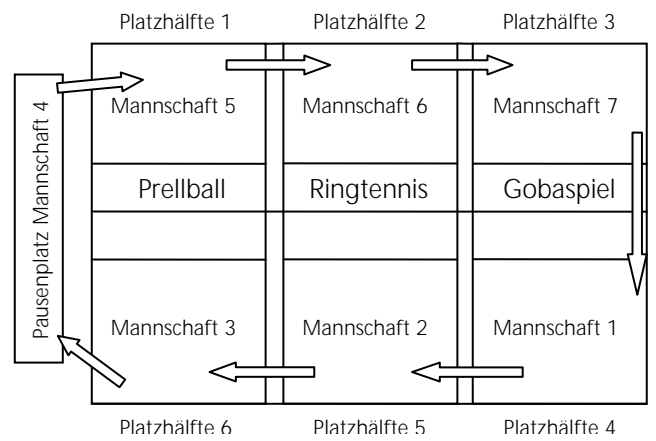 Platzhälfte 1
Platzhälfte 2
Platzhälfte 3
Pausenplatz Mannschaft 4
Mannschaft 5
Mannschaft 6
Mannschaft 7
Prellball
Ringtennis
Gobaspiel
Mannschaft 3
Mannschaft 2
Mannschaft 1
Platzhälfte 6
Platzhälfte 5
Platzhälfte 4